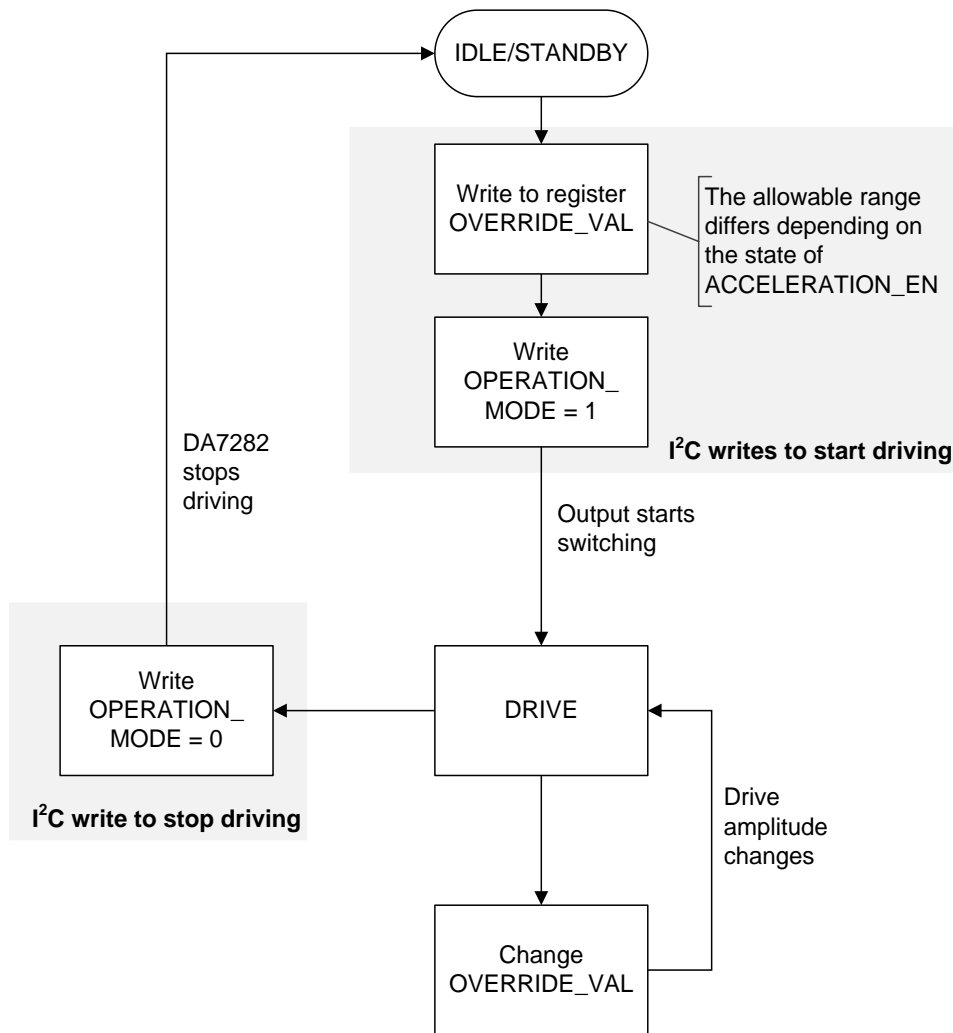 IDLE/STANDBY
Write to register
OVERRIDE_VAL
The allowable range
differs depending on
the state of
ACCELERATION_EN
Write
OPERATION_
MODE = 1
I²C writes to start driving
DA7282
stops
driving
Output starts
switching
Write
OPERATION_
MODE = 0
I²C write to stop driving
DRIVE
Drive
amplitude
changes
Change
OVERRIDE_VAL